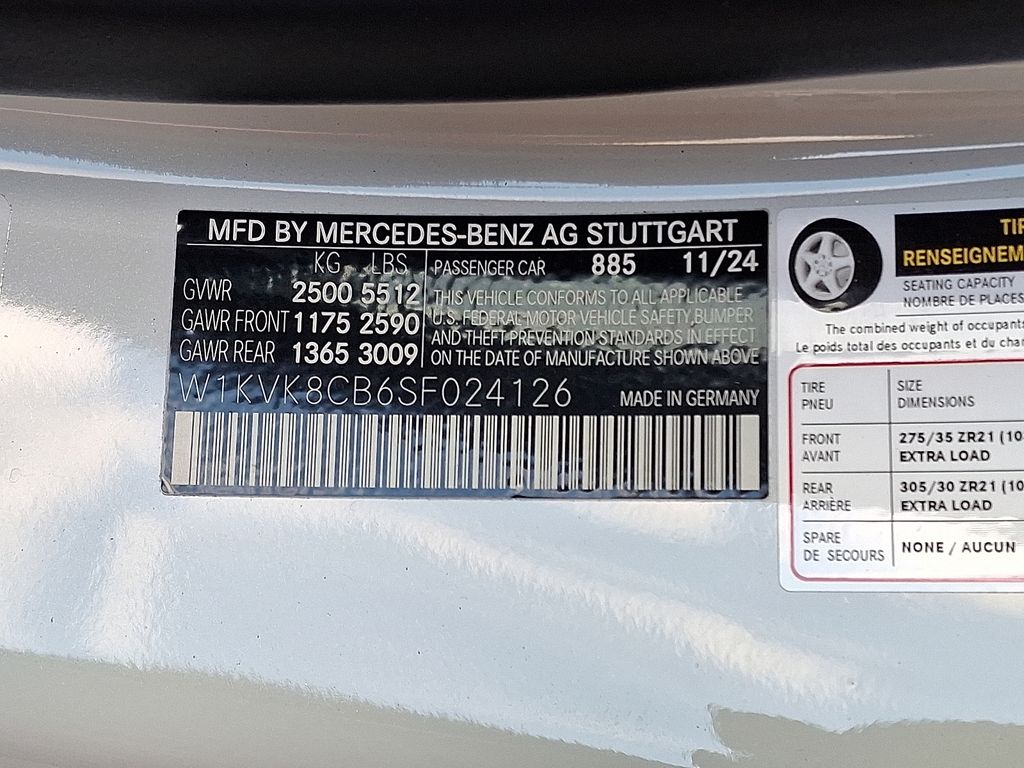 MFD BY MERCEDES-BENZ AG STUTTGART
KG LBS
GVWR 2500 5512
GAWR FRONT 1175 2590
GAWR REAR 1365 3009
PASSENGER CAR 885 11/24
THIS VEHICLE CONFORMS TO ALL APPLICABLE
U.S. FEDERAL MOTOR VEHICLE SAFETY, BUMPER
AND THEFT PREVENTION STANDARDS IN EFFECT
ON THE DATE OF MANUFACTURE SHOWN ABOVE
W1KVK8CB6SF024126 MADE IN GERMANY
SEATING CAPACITY
NOMBRE DE PLACES
The combined weight of
Le poids total des occupants et du
TIRE
PNEU
SIZE
DIMENSIONS
FRONT
AVANT
275/35 ZR21
EXTRA LOAD
REAR
ARRIÈRE
305/30 ZR21
EXTRA LOAD
SPARE
DE SECOURS
NONE / AUCUN